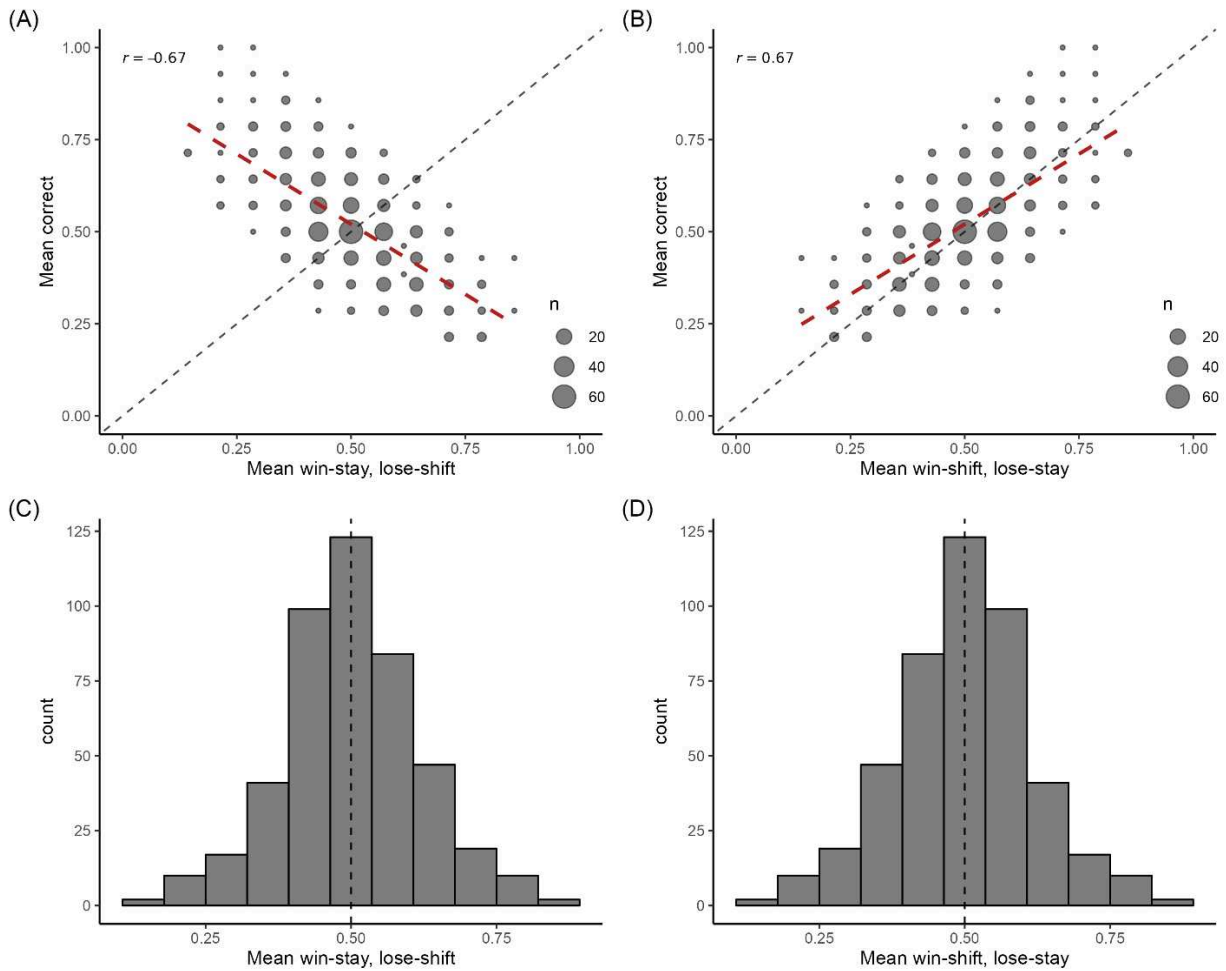 (A)
r = –0.67
1.00
0.75
0.50
0.25
0.00
Mean correct
0.00 0.25 0.50 0.75 1.00
Mean win-stay, lose-shift
n
20
40
60
(B)
r = 0.67
1.00
0.75
0.50
0.25
0.00
Mean correct
0.00 0.25 0.50 0.75 1.00
Mean win-shift, lose-stay
n
20
40
60
(C)
125
100
75
50
25
0
count
0.25 0.50 0.75
Mean win-stay, lose-shift
(D)
125
100
75
50
25
0
count
0.25 0.50 0.75
Mean win-shift, lose-stay